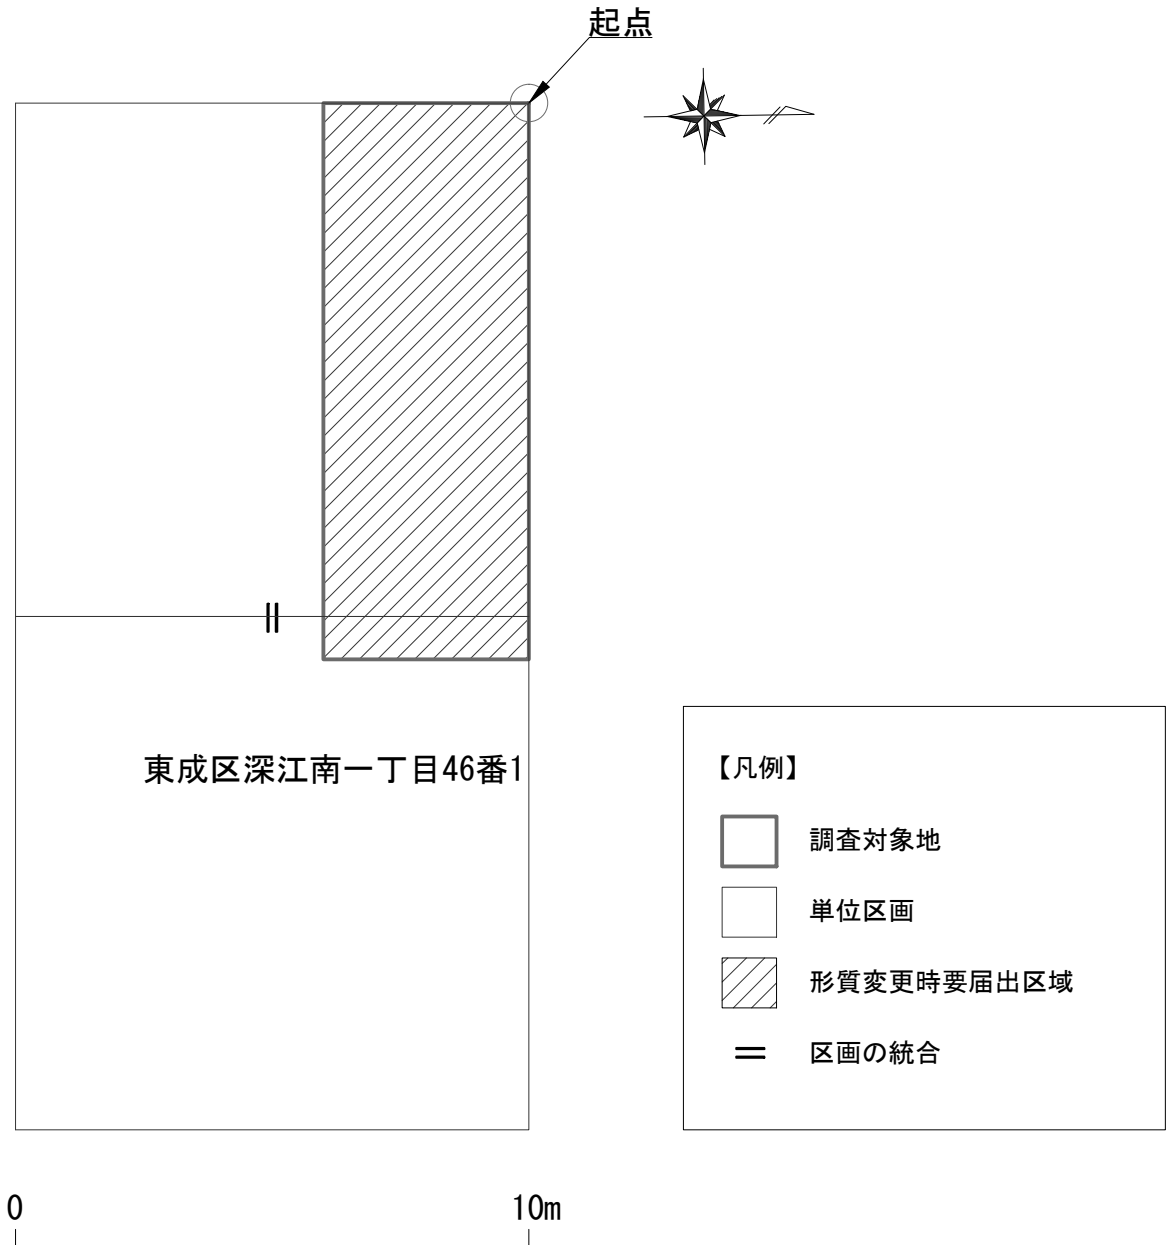 起点
東成区深江南一丁目46番1
【凡例】
調査対象地
単位区画
形質変更時要届出区域
区画の統合
0 10m